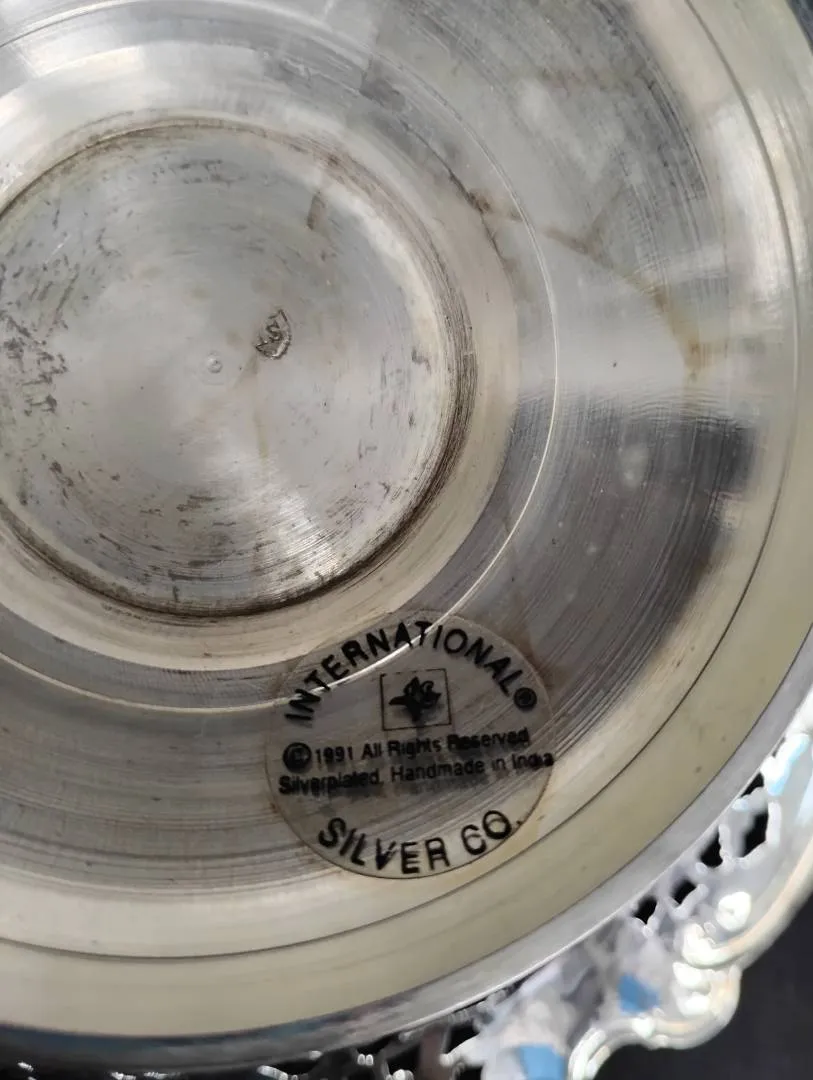 INTERNATIONAL®
© 1991 All Rights Reserved
Silverplated, Handmade in India
SILVER CO.